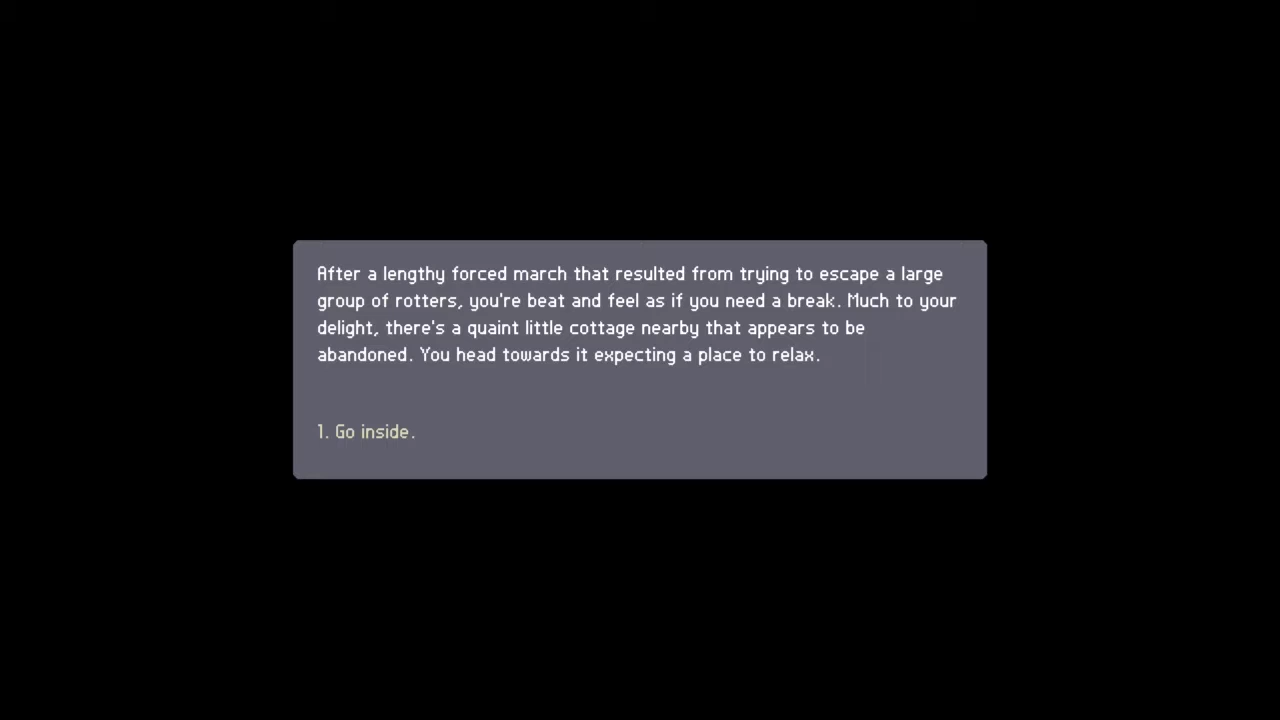 After a lengthy forced march that resulted from trying to escape a large
group of rotters, you're beat and feel as if you need a break. Much to your
delight, there's a quaint little cottage nearby that appears to be
abandoned. You head towards it expecting a place to relax.
1. Go inside.